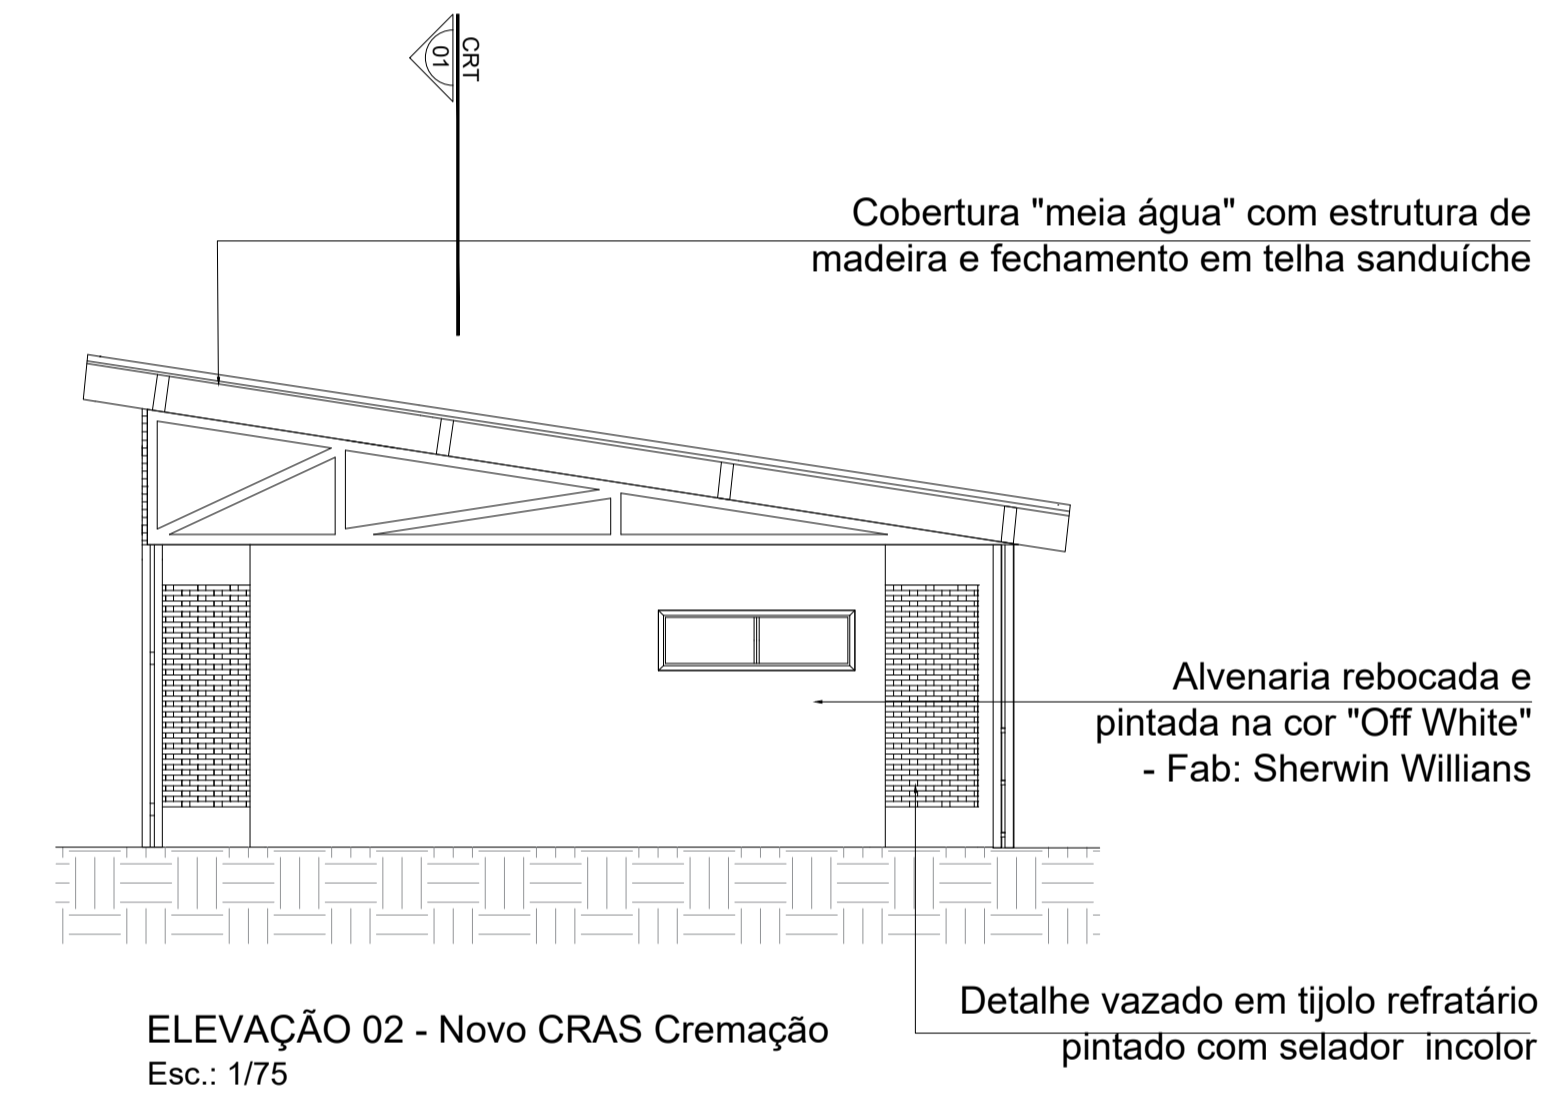 CRT
01
Cobertura "meia água" com estrutura de
madeira e fechamento em telha sanduíche
Alvenaria rebocada e
pintada na cor "Off White"
- Fab: Sherwin Willians
Detalhe vazado em tijolo refratário
pintado com selador  incolor
ELEVAÇÃO 02 - Novo CRAS Cremação
Esc.: 1/75